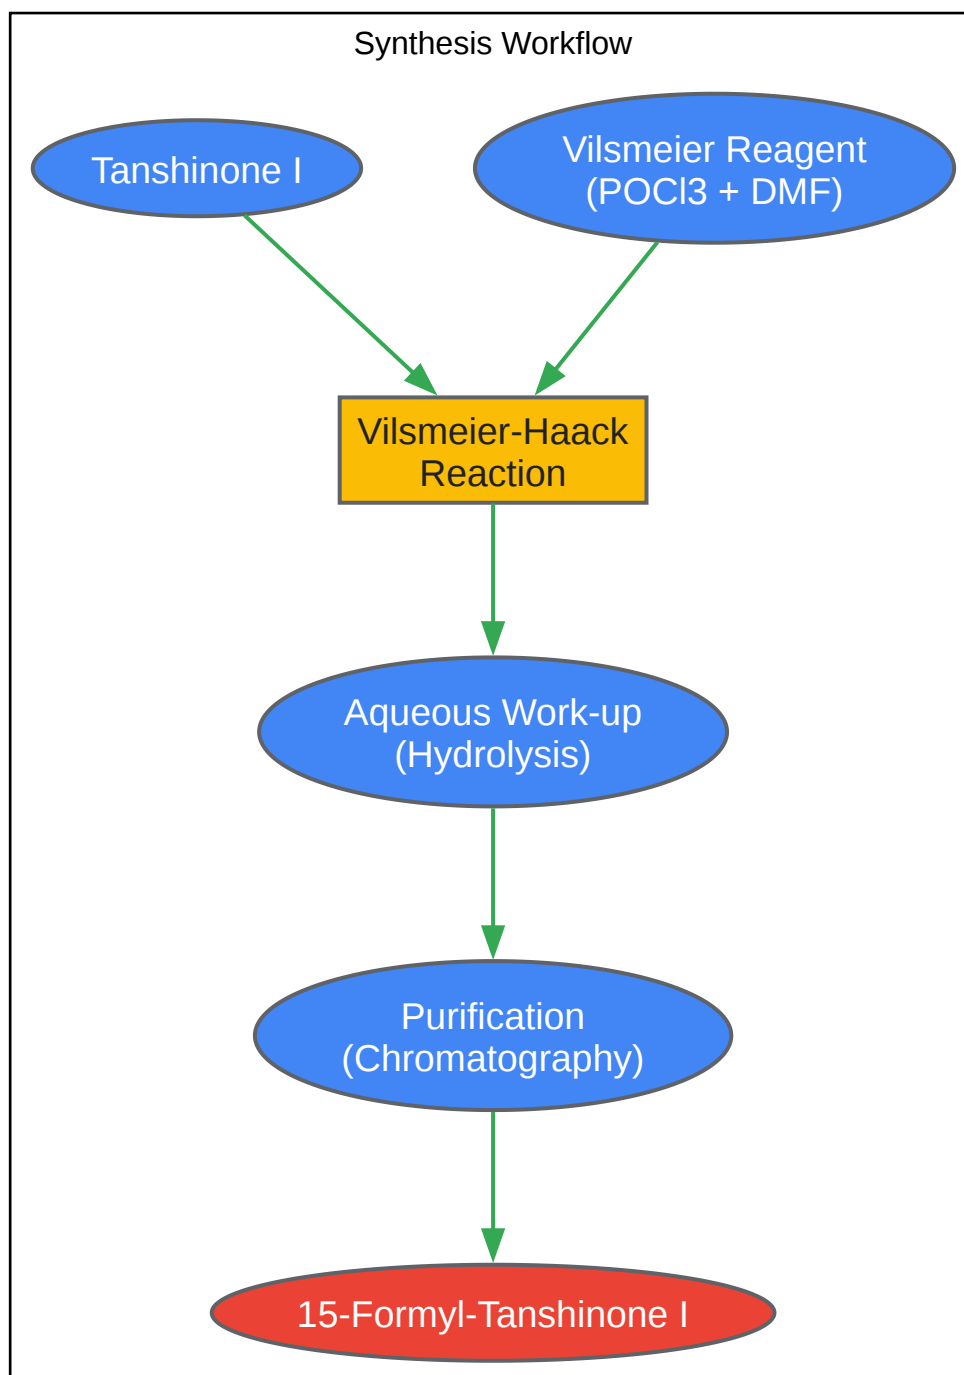 Synthesis Workflow
Tanshinone I
Vilsmeier Reagent
(POCl3 + DMF)
Vilsmeier-Haack
Reaction
Aqueous Work-up
(Hydrolysis)
Purification
(Chromatography)
15-Formyl-Tanshinone I